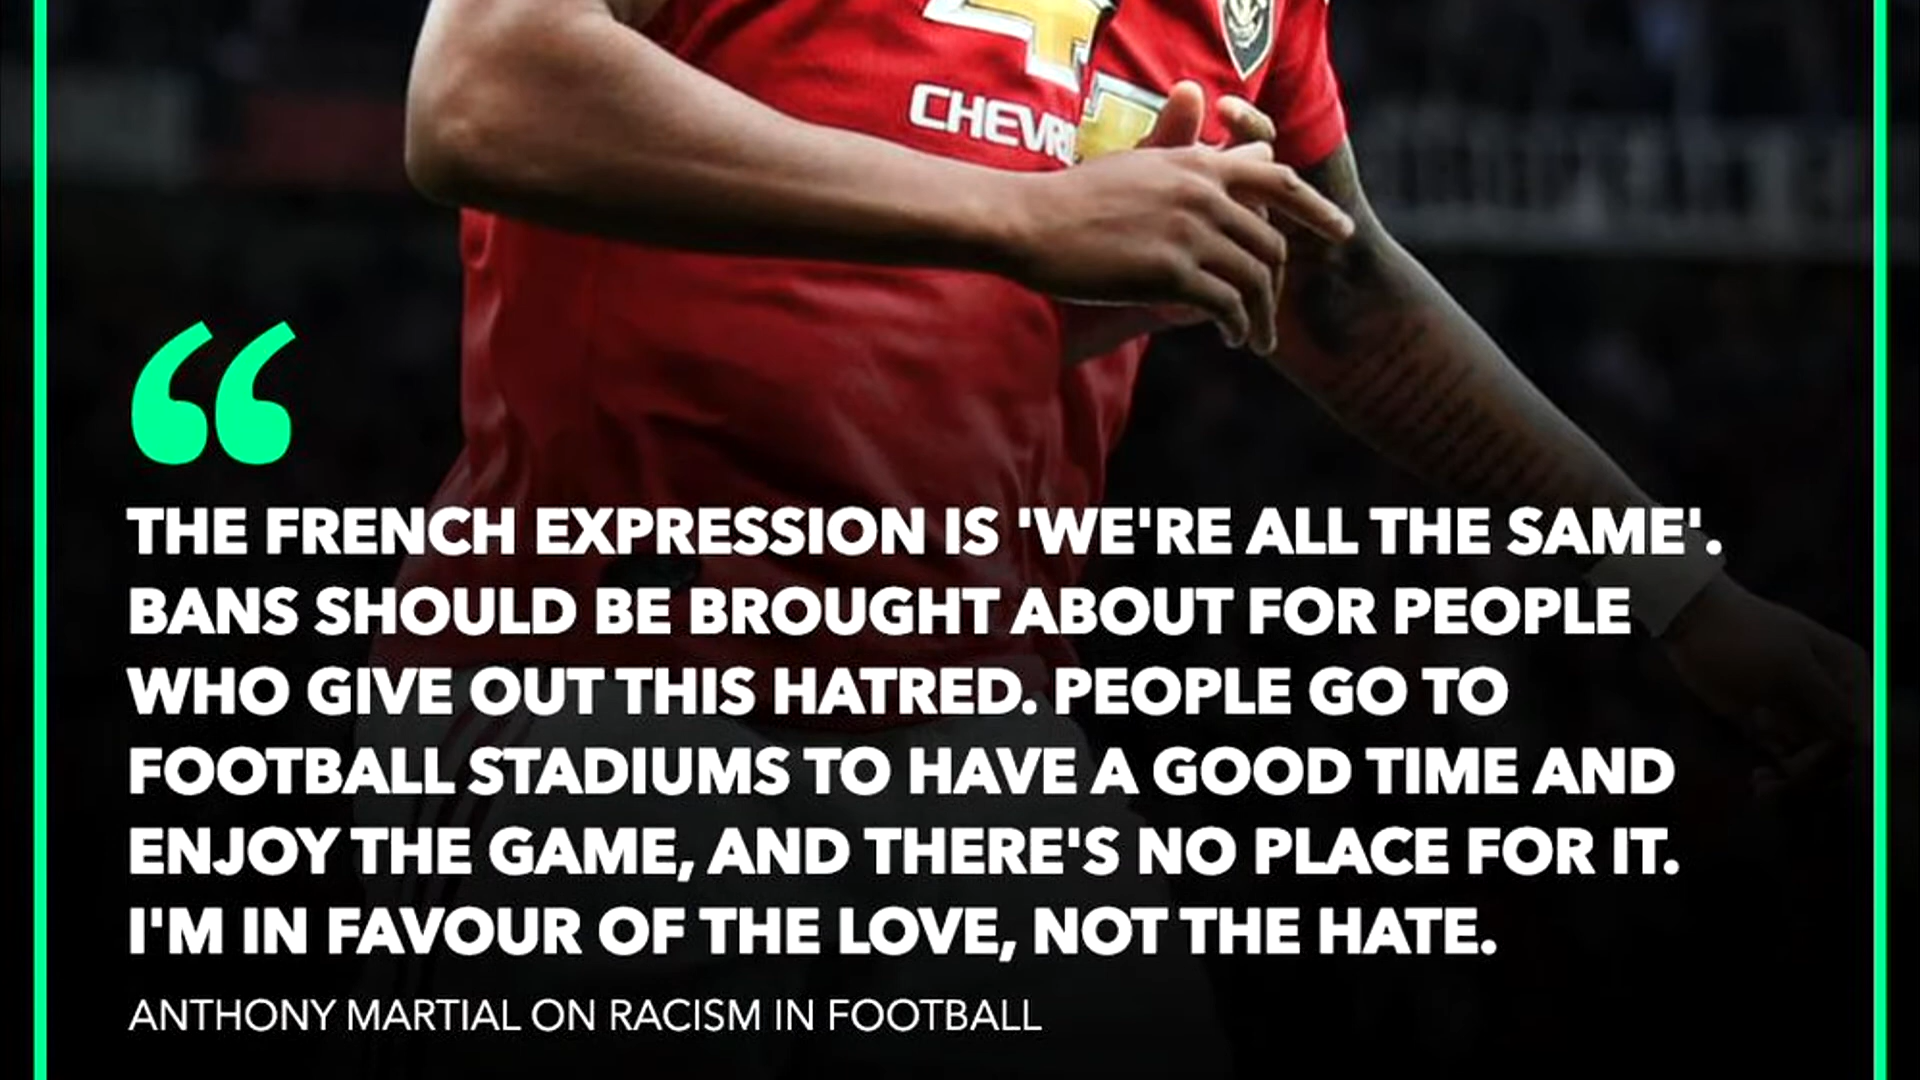 CHEVR
THE FRENCH EXPRESSION IS 'WE'RE ALL THE SAME'.
BANS SHOULD BE BROUGHT ABOUT FOR PEOPLE
WHO GIVE OUT THIS HATRED. PEOPLE GO TO
FOOTBALL STADIUMS TO HAVE A GOOD TIME AND
ENJOY THE GAME, AND THERE'S NO PLACE FOR IT.
I'M IN FAVOUR OF THE LOVE, NOT THE HATE.
ANTHONY MARTIAL ON RACISM IN FOOTBALL